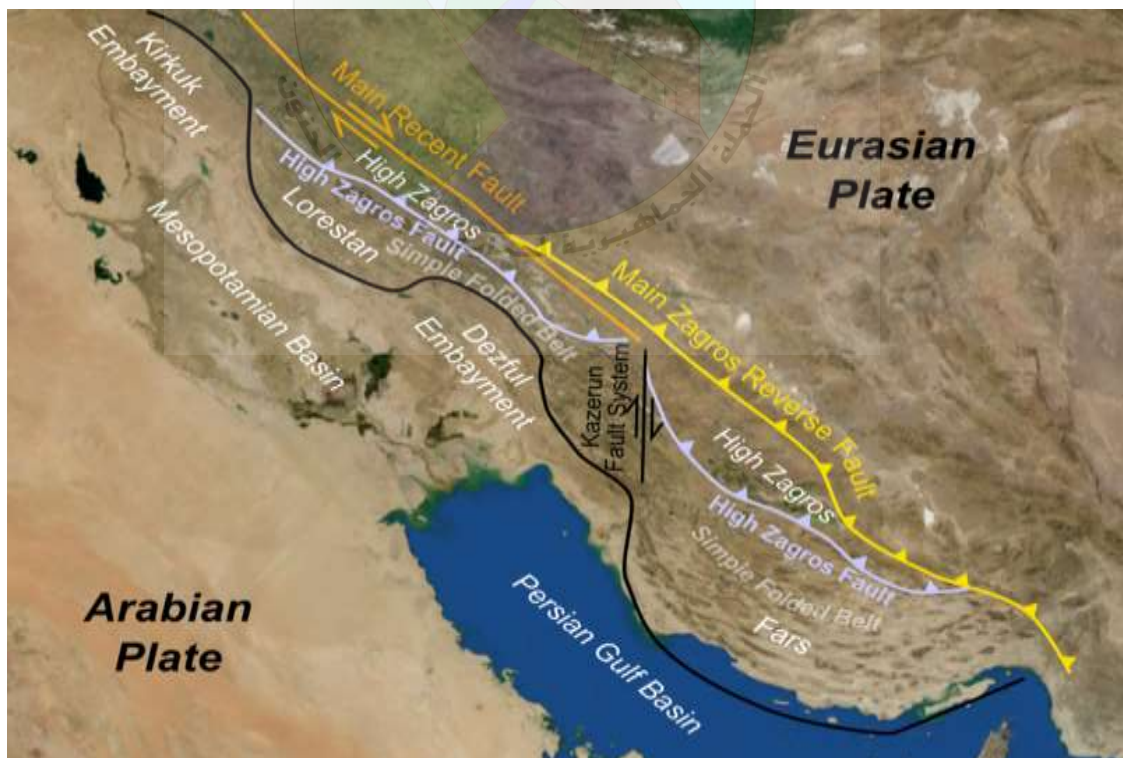 Kirkuk
Embayment
Main Recent Fault
High Zagros
High Zagros Fault
Lorestan
Simple Folded Belt
Mesopotamian Basin
Dezful
Embayment
Eurasian
Plate
Main Zagros Reverse Fault
Kazerun
Fault System
High Zagros
High Zagros Fault
Simple Folded Belt
Fars
Persian Gulf Basin
Arabian
Plate